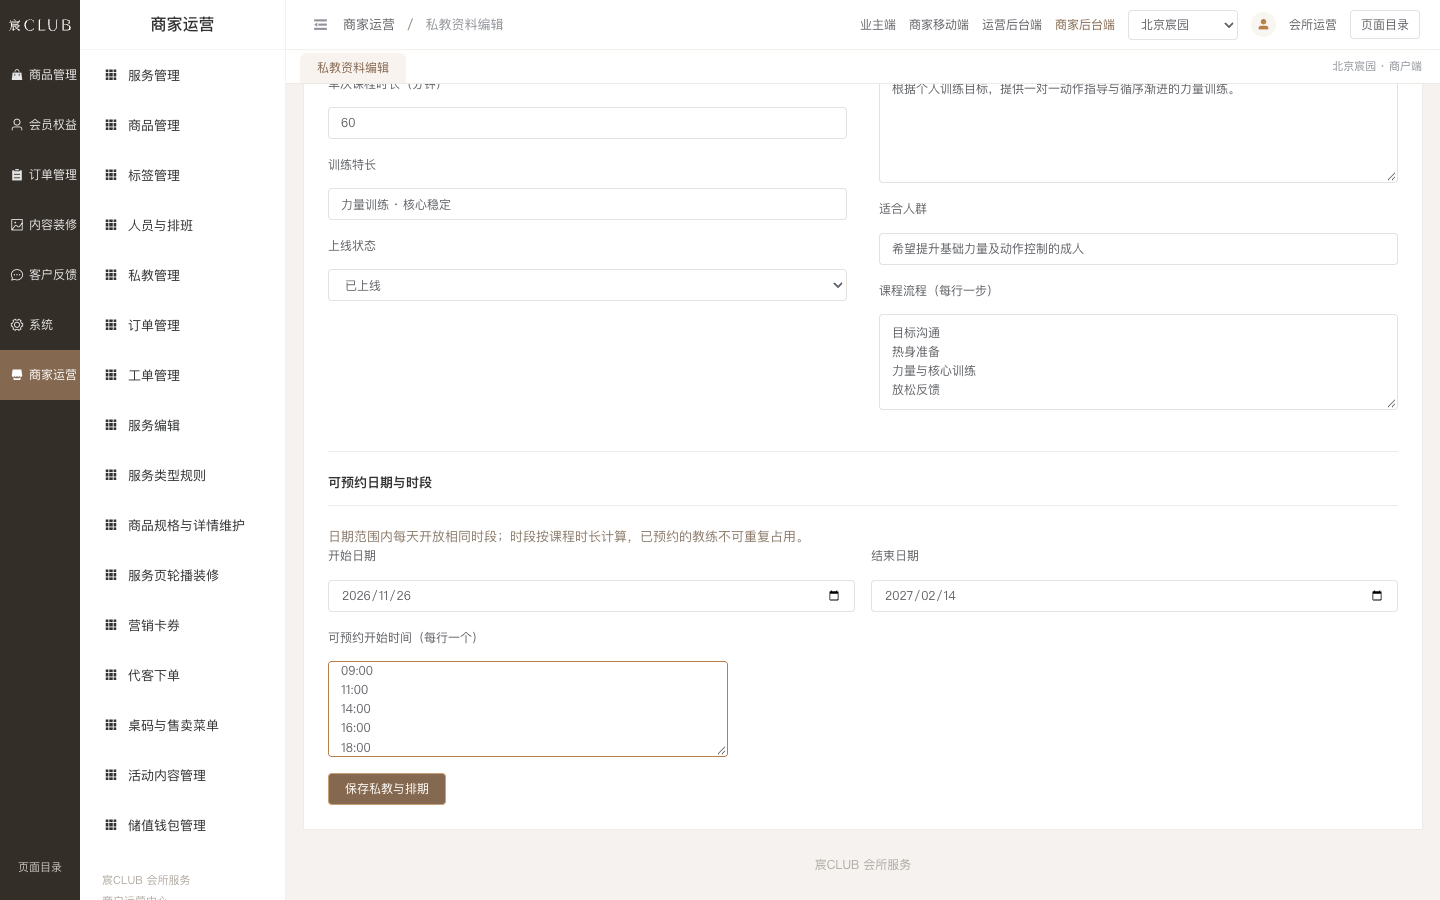 宸CLUB
商品管理
会员权益
订单管理
内容装修
客户反馈
系统
商家运营
页面目录
商家运营
服务管理
商品管理
标签管理
人员与排班
私教管理
订单管理
工单管理
服务编辑
服务类型规则
商品规格与详情维护
服务页轮播装修
营销卡券
代客下单
桌码与售卖菜单
活动内容管理
储值钱包管理
宸CLUB 会所服务
商家运营 / 私教资料编辑
业主端 商家移动端 运营后台端 商家后台端 北京宸园 会所运营 页面目录
私教资料编辑
北京宸园 · 商户端
单次课程时长（分钟）
60
训练特长
力量训练 · 核心稳定
上线状态
已上线
根据个人训练目标，提供一对一动作指导与循序渐进的力量训练。
适合人群
希望提升基础力量及动作控制的成人
课程流程（每行一步）
目标沟通
热身准备
力量与核心训练
放松反馈
可预约日期与时段
日期范围内每天开放相同时段；时段按课程时长计算，已预约的教练不可重复占用。
开始日期
2026/11/26
结束日期
2027/02/14
可预约开始时间（每行一个）
09:00
11:00
14:00
16:00
18:00
保存私教与排期
宸CLUB 会所服务